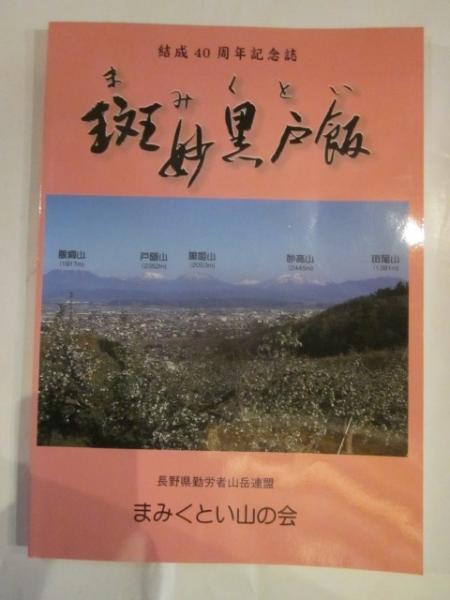 結成40周年記念誌
まみくとい
斑妙黒戸飯
飯縄山 戸隠山 黒姫山 妙高山 斑尾山
(1917m) (2053m)
長野県勤労者山岳連盟
まみくとい山の会